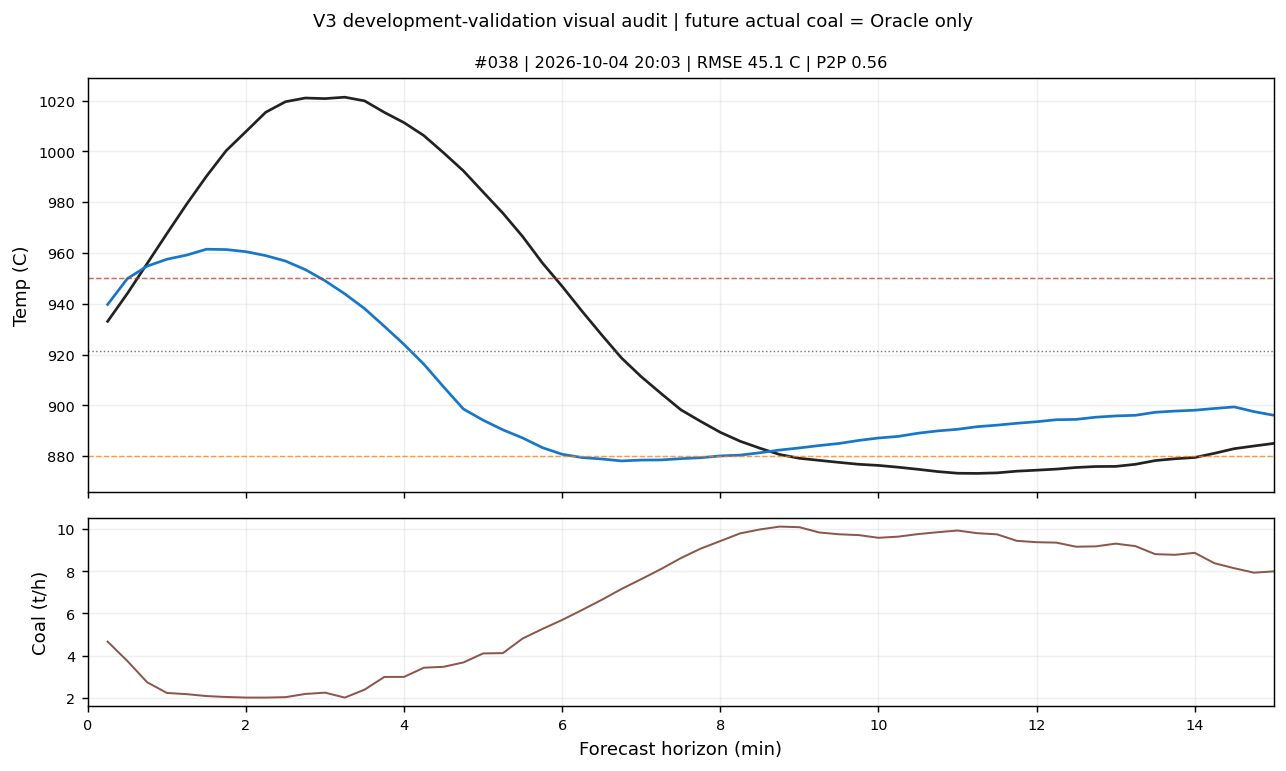 V3 development-validation visual audit | future actual coal = Oracle only
#038 | 2026-10-04 20:03 | RMSE 45.1 C | P2P 0.56
Temp (C)
1020
1000
980
960
940
920
900
880
Coal (t/h)
10
8
6
4
2
0 2 4 6 8 10 12 14
Forecast horizon (min)